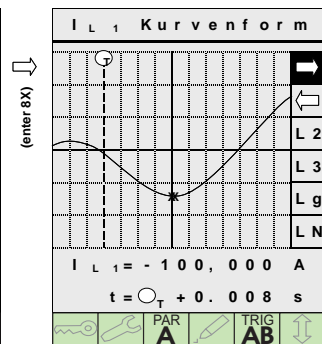 I L 1 Kurvenform
(enter 8X)
T
L 2
L 3
L g
L N
I L 1 = - 100,000 A
t = T + 0.008 s
PAR A
TRIG AB